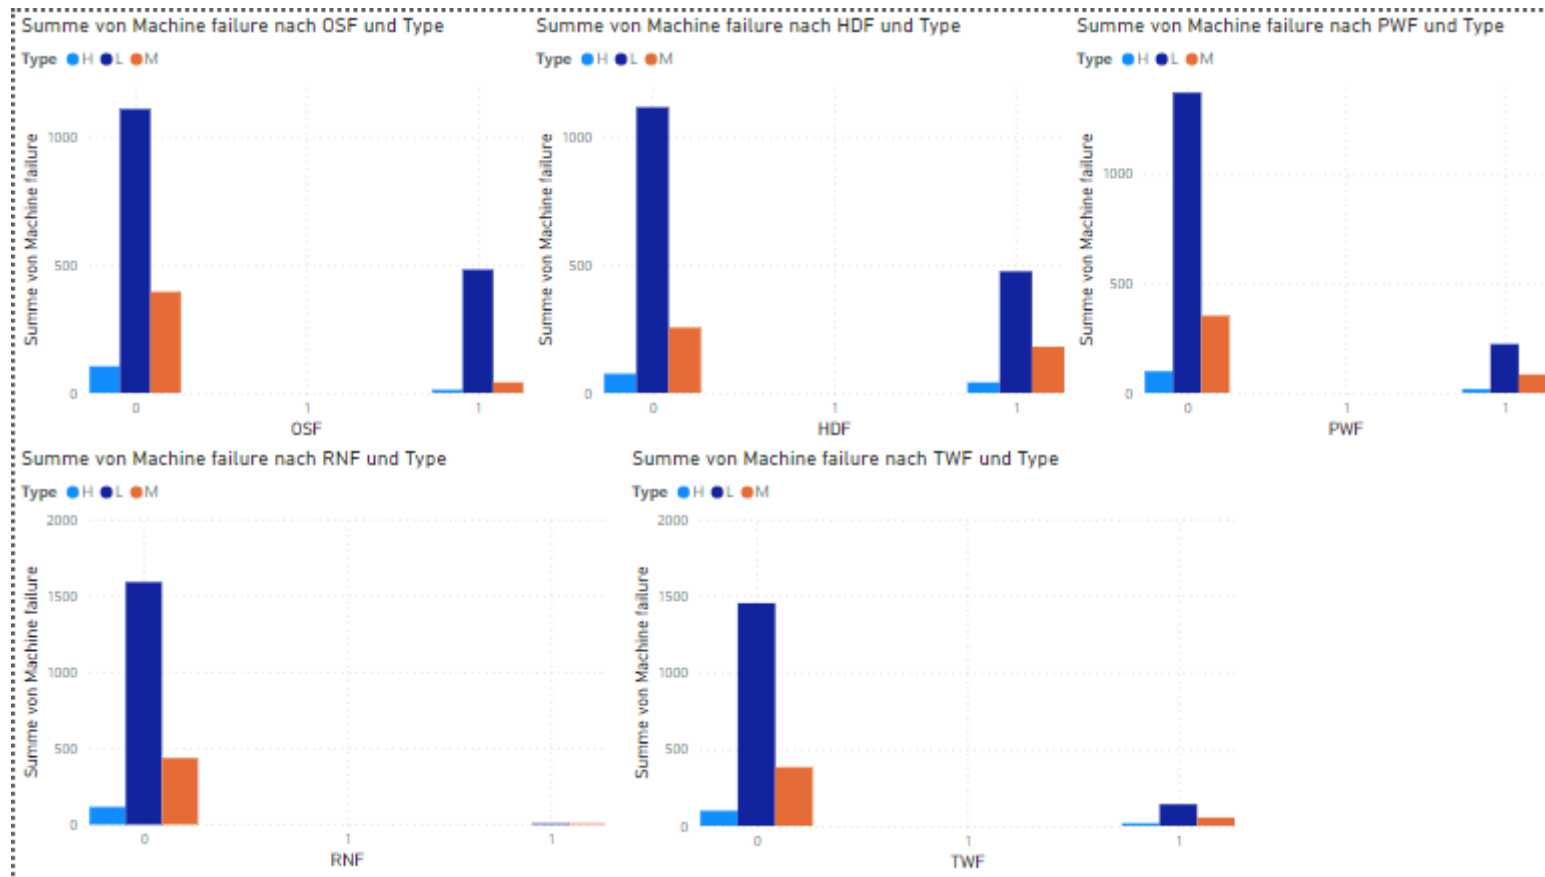 Summe von Machine failure nach OSF und Type
Type H L M
Summe von Machine failure
1000
500
0
0 1 1
OSF
Summe von Machine failure nach HDF und Type
Type H L M
Summe von Machine failure
1000
500
0
0 1 1
HDF
Summe von Machine failure nach PWF und Type
Type H L M
Summe von Machine failure
1000
500
0
0 1 1
PWF
Summe von Machine failure nach RNF und Type
Type H L M
Summe von Machine failure
2000
1500
1000
500
0
0 1 1
RNF
Summe von Machine failure nach TWF und Type
Type H L M
Summe von Machine failure
2000
1500
1000
500
0
0 1 1
TWF